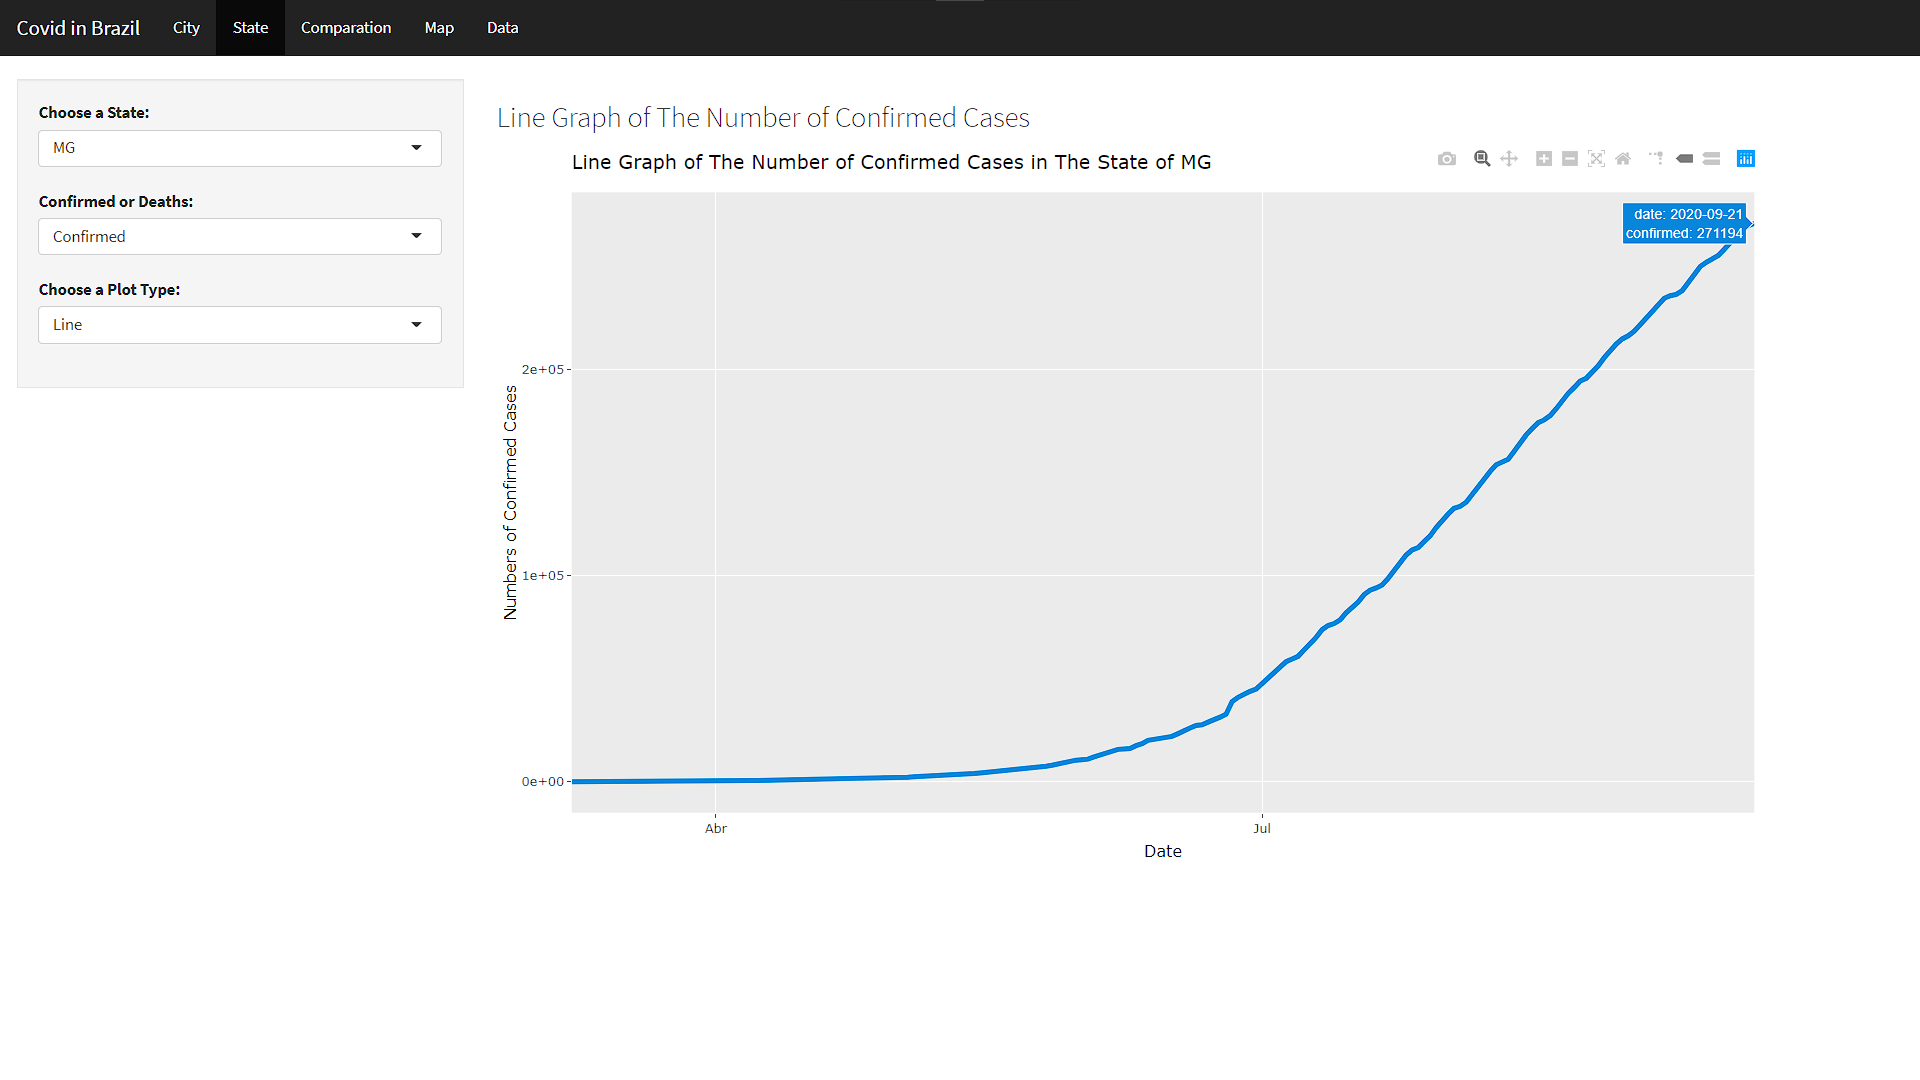 Covid in Brazil City State Comparation Map Data
Choose a State:
MG
Confirmed or Deaths:
Confirmed
Choose a Plot Type:
Line
Line Graph of The Number of Confirmed Cases
Line Graph of The Number of Confirmed Cases in The State of MG
date: 2020-09-21
confirmed: 271194
2e+05
1e+05
0e+00
Numbers of Confirmed Cases
Abr Jul
Date